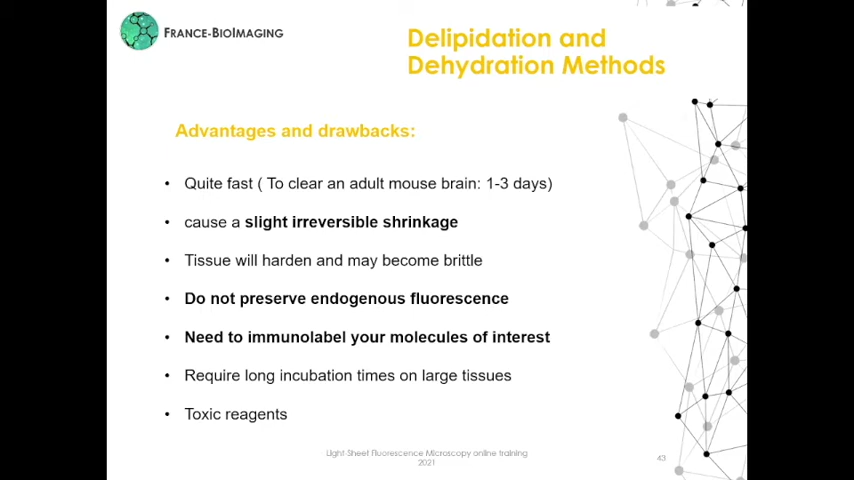 FRANCE-BIOIMAGING
Delipidation and
Dehydration Methods
Advantages and drawbacks:
• Quite fast ( To clear an adult mouse brain: 1-3 days)
• cause a slight irreversible shrinkage
• Tissue will harden and may become brittle
• Do not preserve endogenous fluorescence
• Need to immunolabel your molecules of interest
• Require long incubation times on large tissues
• Toxic reagents
Light-Sheet Fluorescence Microscopy online training
2021
43